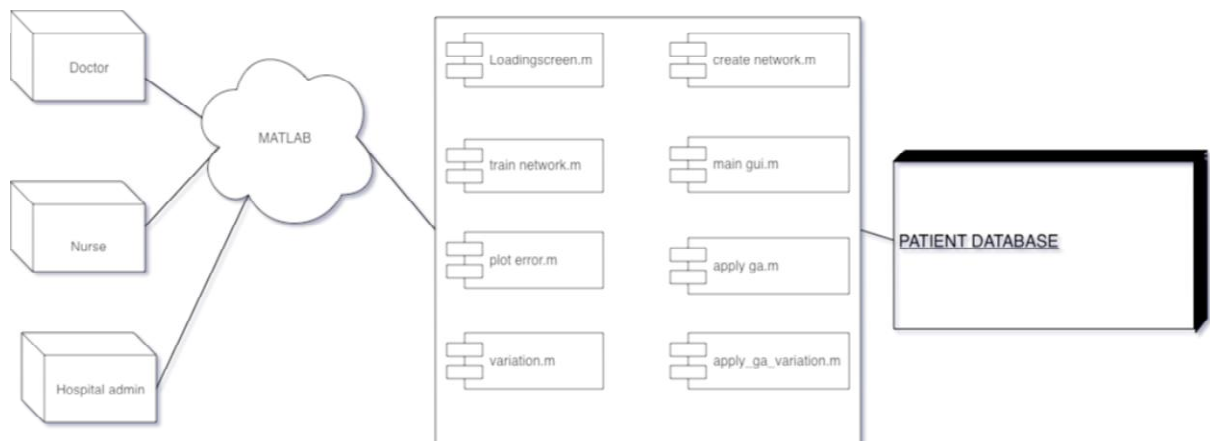 Doctor
Nurse
Hospital admin
MATLAB
Loadingscreen.m
create network.m
train network.m
main gui.m
plot error.m
apply ga.m
variation.m
apply_ga_variation.m
PATIENT DATABASE